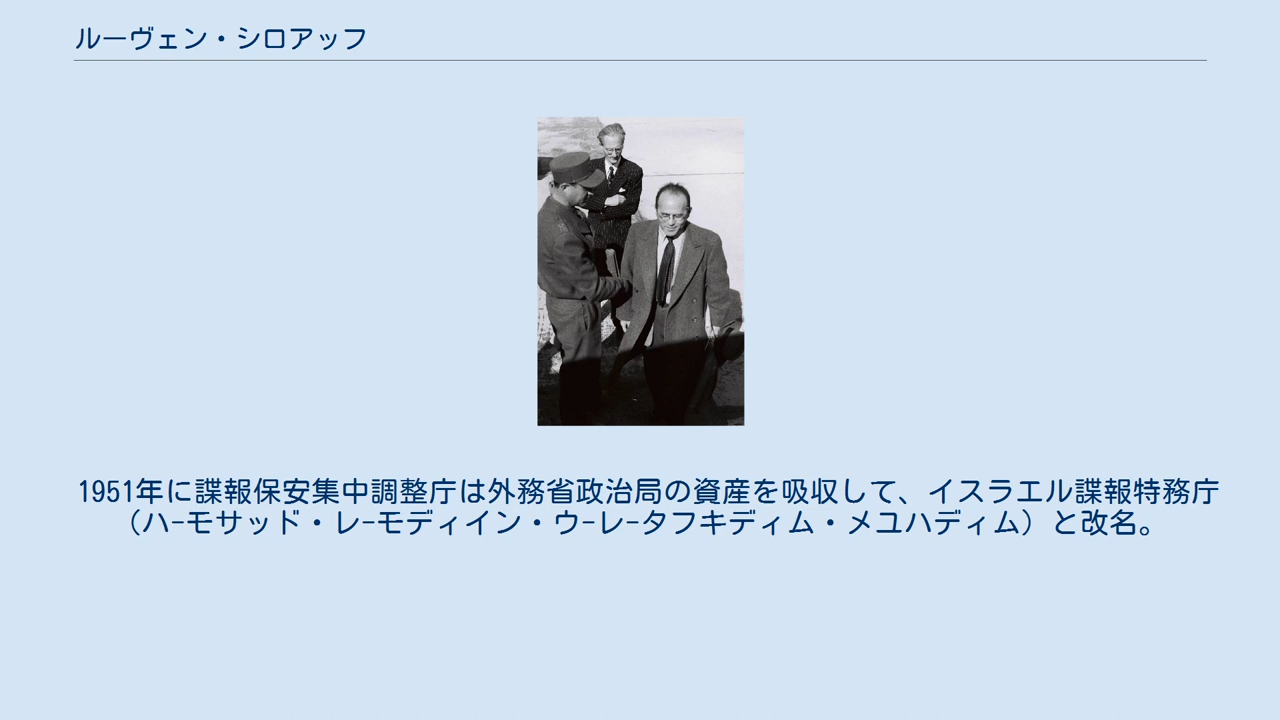 ルーヴェン・シロアッフ
1951年に諜報保安集中調整庁は外務省政治局の資産を吸収して、イスラエル諜報特務庁
（ハ-モサッド・レ-モディイン・ウ-レ-タフキディム・メユハディム）と改名。